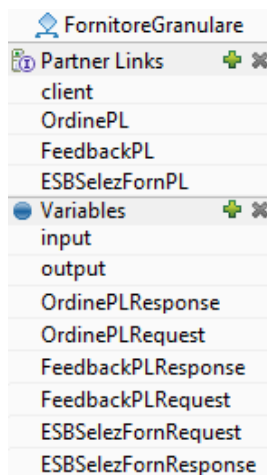 FornitoreGranulare
Partner Links
client
OrdinePL
FeedbackPL
ESBSelezFornPL
Variables
input
output
OrdinePLResponse
OrdinePLRequest
FeedbackPLResponse
FeedbackPLRequest
ESBSelezFornRequest
ESBSelezFornResponse